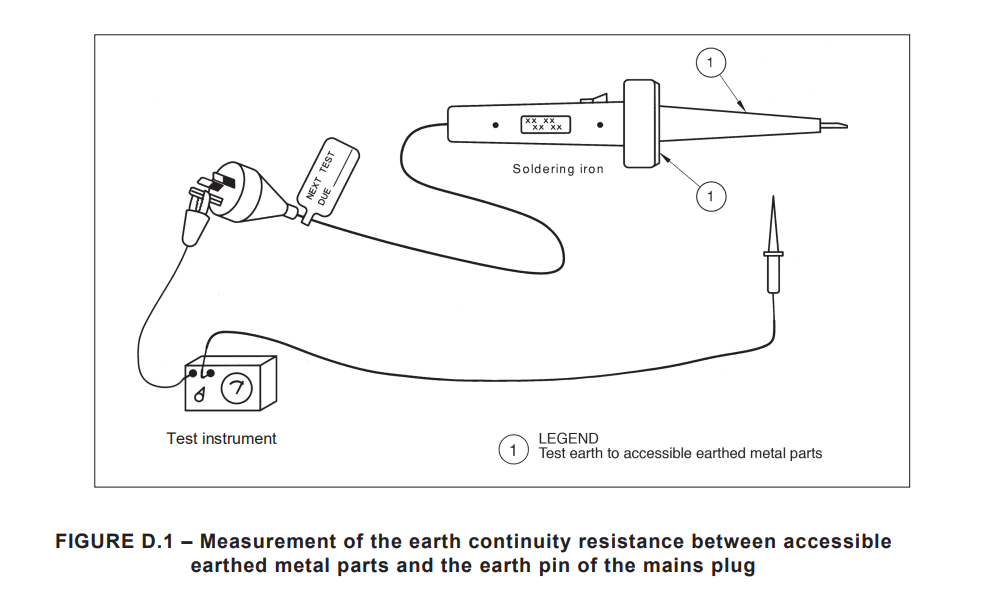 1
XX XX
XX XX
Soldering iron
NEXT TEST
DUE
1
Test instrument
1
LEGEND
Test earth to accessible earthed metal parts
FIGURE D.1 – Measurement of the earth continuity resistance between accessible
earthed metal parts and the earth pin of the mains plug